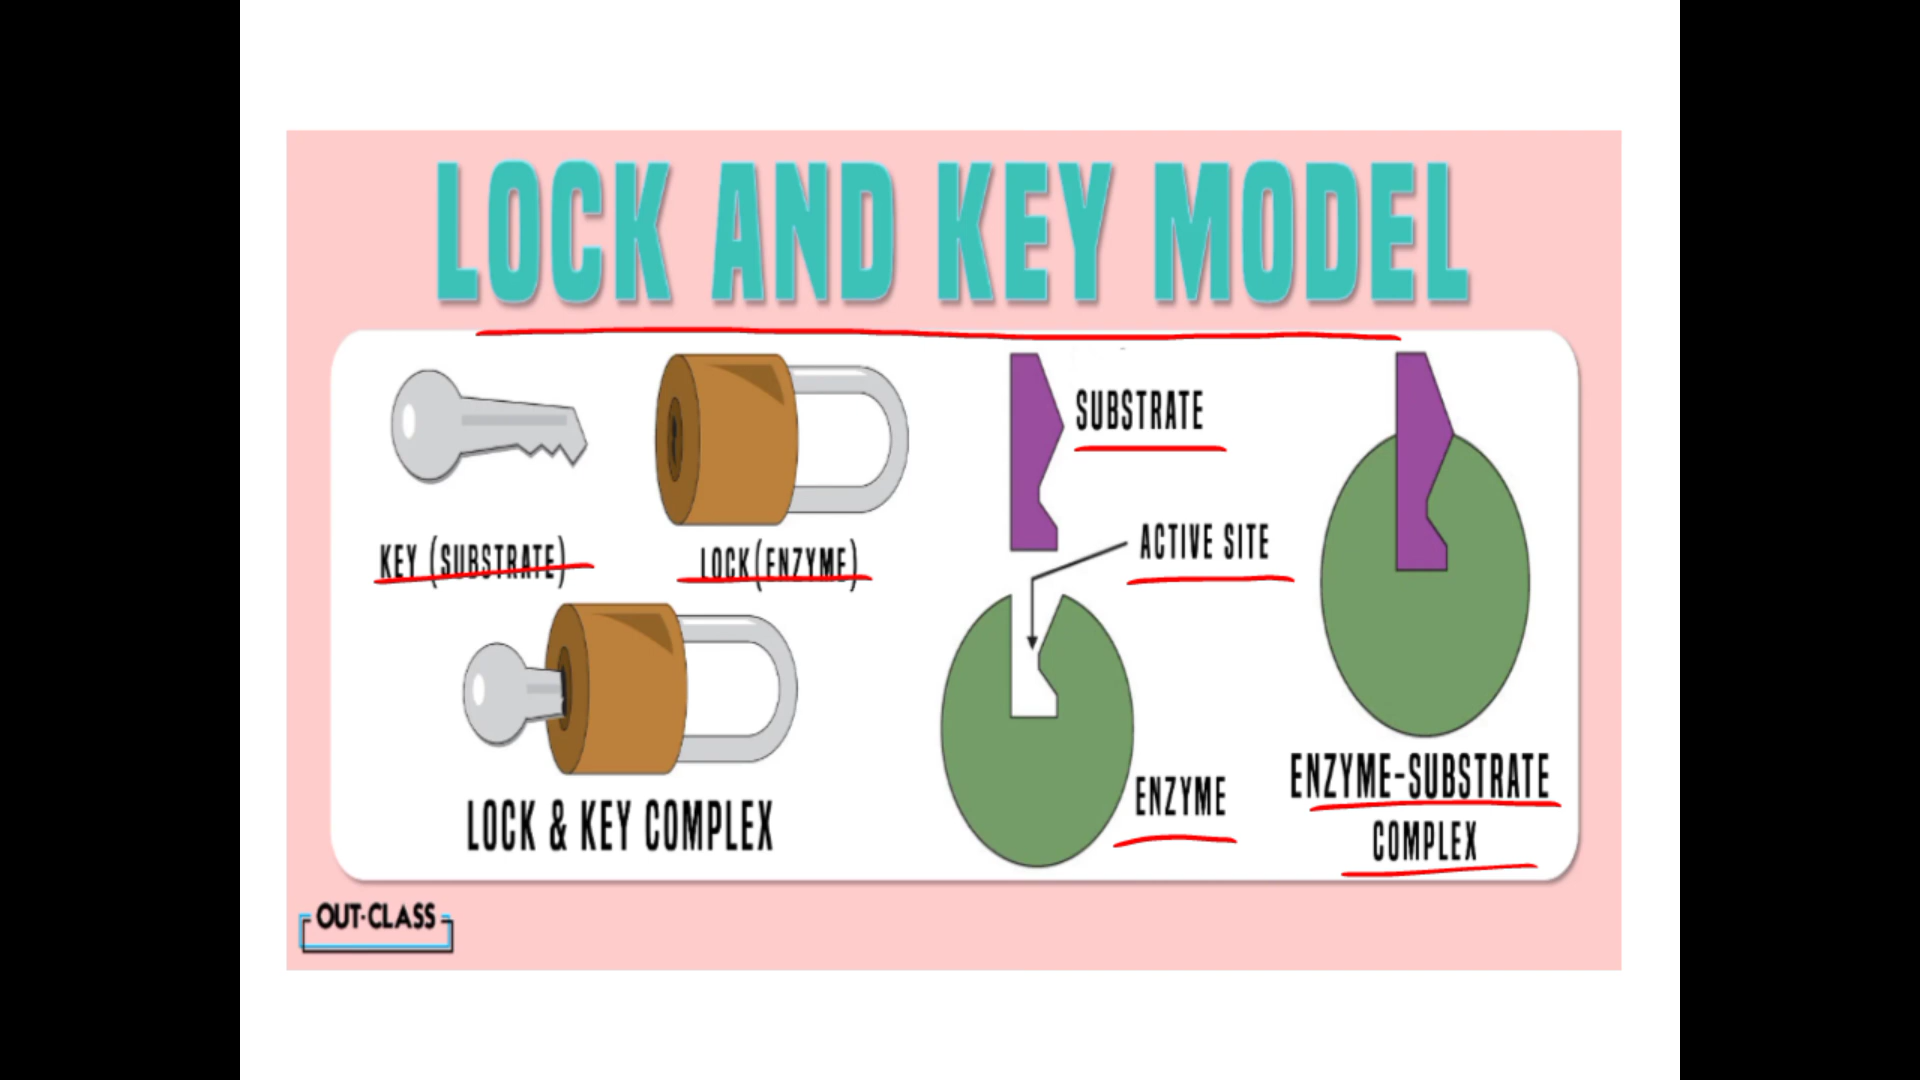 LOCK AND KEY MODEL
KEY (SUBSTRATE)
LOCK(ENZYME)
LOCK & KEY COMPLEX
SUBSTRATE
ACTIVE SITE
ENZYME
ENZYME-SUBSTRATE
COMPLEX
OUT-CLASS